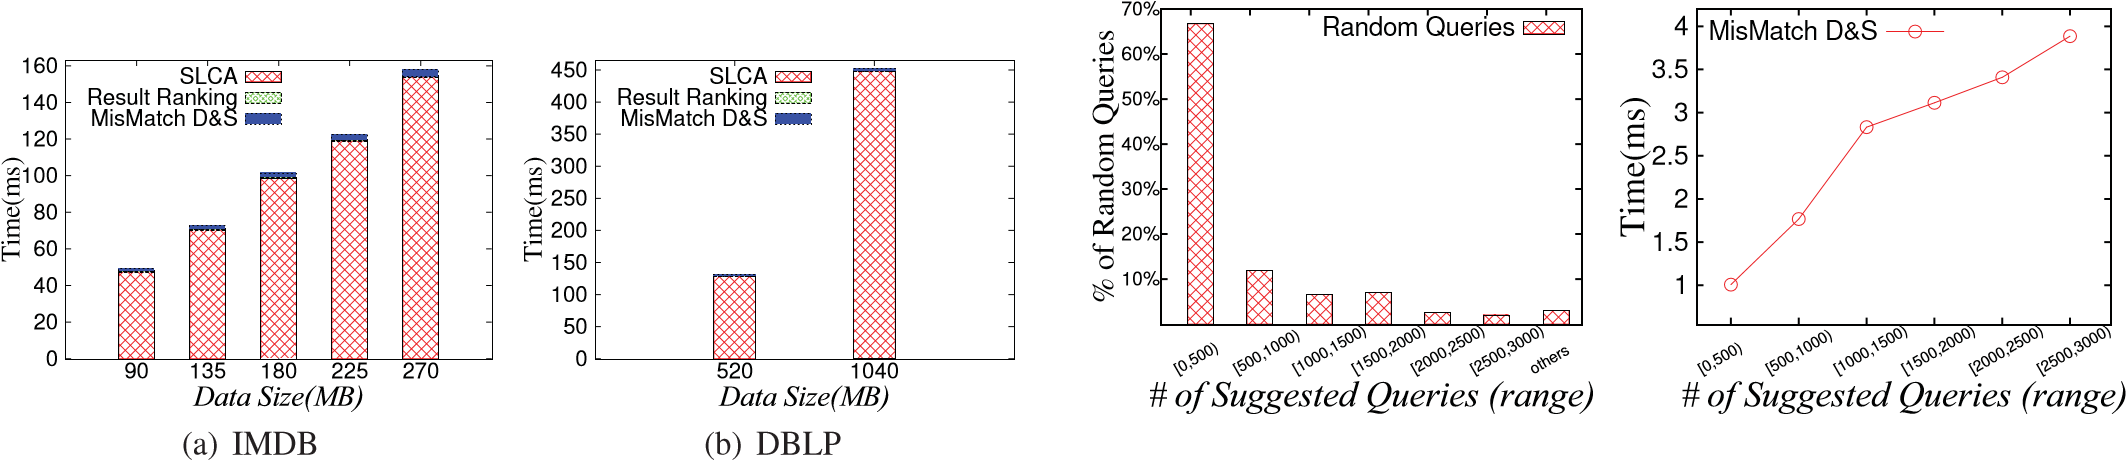 160
140
120
100
80
60
40
20
0
Time(ms)
SLCA
Result Ranking
MisMatch D&S
90 135 180 225 270
Data Size(MB)
(a) IMDB
450
400
350
300
250
200
150
100
50
0
Time(ms)
SLCA
Result Ranking
MisMatch D&S
520 1040
Data Size(MB)
(b) DBLP
70%
60%
50%
40%
30%
20%
10%
% of Random Queries
Random Queries
[0,500) [500,1000) [1000,1500) [1500,2000) [2000,2500) [2500,3000) others
# of Suggested Queries (range)
4
3.5
3
2.5
2
1.5
1
Time(ms)
MisMatch D&S
[0,500) [500,1000) [1000,1500) [1500,2000) [2000,2500) [2500,3000)
# of Suggested Queries (range)